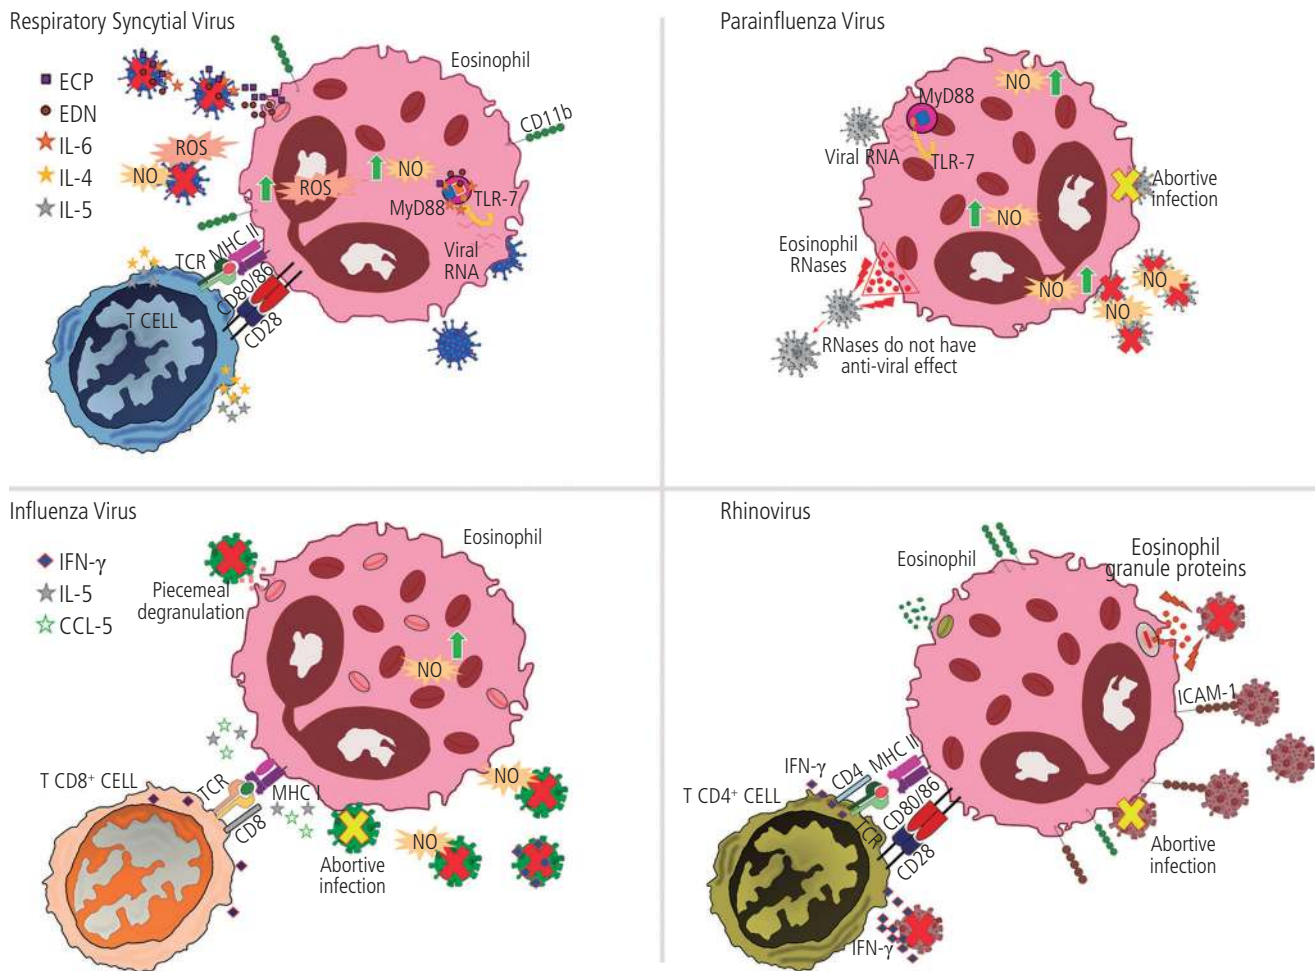 Respiratory Syncytial Virus
ECP
EDN
IL-6
IL-4
IL-5
ROS
NO
Eosinophil
CD11b
NO
ROS
TLR-7
MyD88
Viral
RNA
TCR
MHC II
CD80/86
CD28
T CELL
Parainfluenza Virus
NO
MyD88
Viral RNA
TLR-7
Abortive
infection
NO
Eosinophil
RNases
NO
NO
NO
RNases do not have
anti-viral effect
Influenza Virus
IFN-γ
IL-5
CCL-5
Eosinophil
Piecemeal
degranulation
NO
T CD8+ CELL
TCR
MHC I
CD8
NO
NO
Abortive
infection
Rhinovirus
Eosinophil
Eosinophil
granule proteins
ICAM-1
IFN-γ
CD4
MHC II
T CD4+ CELL
TCR
CD80/86
CD28
Abortive
infection
IFN-γ